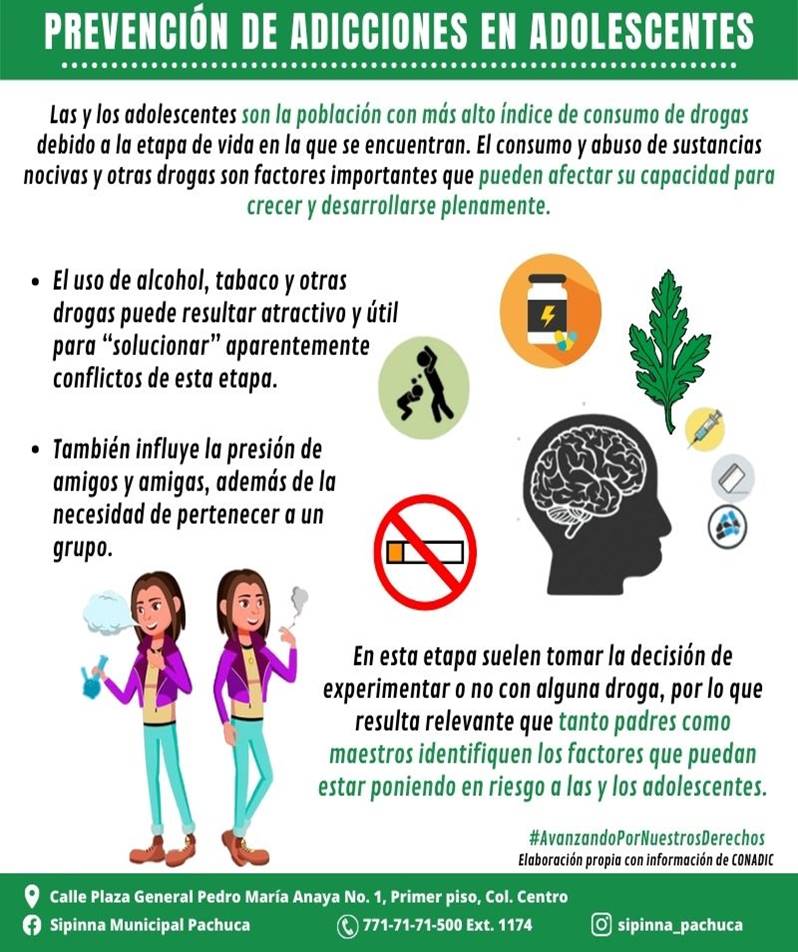 PREVENCIÓN DE ADICCIONES EN ADOLESCENTES
Las y los adolescentes son la población con más alto índice de consumo de drogas
debido a la etapa de vida en la que se encuentran. El consumo y abuso de sustancias
nocivas y otras drogas son factores importantes que pueden afectar su capacidad para
crecer y desarrollarse plenamente.
• El uso de alcohol, tabaco y otras
drogas puede resultar atractivo y útil
para “solucionar” aparentemente
conflictos de esta etapa.
• También influye la presión de
amigos y amigas, además de la
necesidad de pertenecer a un
grupo.
En esta etapa suelen tomar la decisión de
experimentar o no con alguna droga, por lo que
resulta relevante que tanto padres como
maestros identifiquen los factores que puedan
estar poniendo en riesgo a las y los adolescentes.
#AvanzandoPorNuestrosDerechos
Elaboración propia con información de CONADIC
Calle Plaza General Pedro María Anaya No. 1, Primer piso, Col. Centro
Sipinna Municipal Pachuca 771-71-71-500 Ext. 1174 sipinna_pachuca